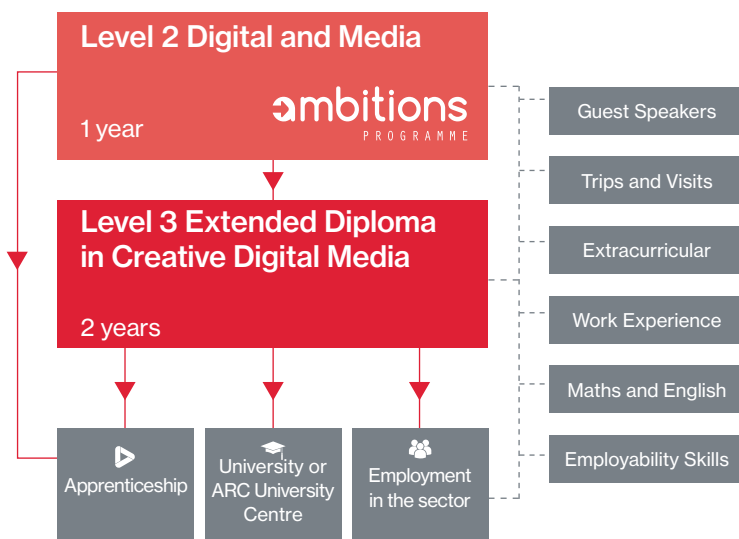 Level 2 Digital and Media
1 year
ambitions
PROGRAMME
Level 3 Extended Diploma
in Creative Digital Media
2 years
Apprenticeship
University or
ARC University
Centre
Employment
in the sector
Guest Speakers
Trips and Visits
Extracurricular
Work Experience
Maths and English
Employability Skills